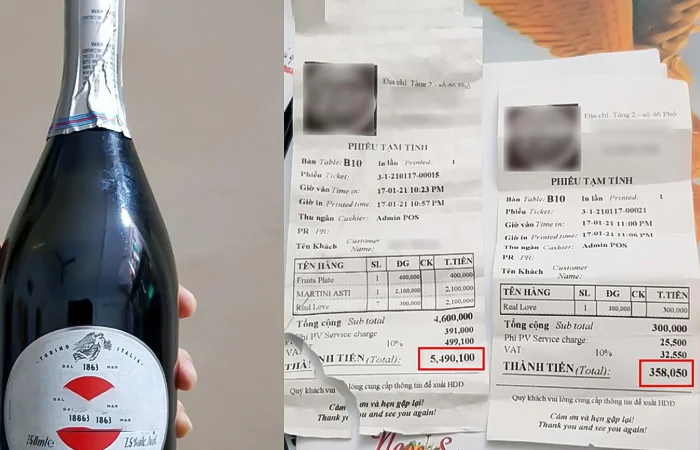 TORINO ITALIA
DAL 1863 MAR
DAL MAR
18863 1863
750mlε 7.5%alc./vol.
Địa chỉ: Tầng 2 - số 46 Phố
PHIẾU TẠM TÍNH
Bàn Table: B10 In lần Printed: 1
Phiếu Ticket: 3-1-210117-00015
Giờ vào Time in: 17-01-21 10:23 PM
Giờ in Printed time: 17-01-21 10:57 PM
Thu ngân Cashier: Admin POS
PR PR:
Tên Khách Customer Name:
TÊN HÀNG SL ĐG CK T.TIỀN
Fruits Plate 1 400,000 400,000
MARTINI ASTI 1 2,100,000 2,100,000
Real Love 7 300,000 2,100,000
Tổng cộng Sub total 4,600,000
Phí PV Service charge 391,000
VAT: 10% 499,100
THÀNH TIỀN (Total): 5,490,100
Quý khách vui lòng cung cấp thông tin để xuất HDD
Cám ơn và hẹn gặp lại!
Thank you and see you again!
Địa chỉ: Tầng 2 - số 46 Phố
PHIẾU TẠM TÍNH
Bàn Table: B10 In lần Printed: 1
Phiếu Ticket: 3-1-210117-00021
Giờ vào Time in: 17-01-21 11:00 PM
Giờ in Printed time: 17-01-21 11:06 PM
Thu ngân Cashier: Admin POS
PR PR:
Tên Khách Customer Name:
TÊN HÀNG SL ĐG CK T.TIỀN
Real Love 1 300,000 300,000
Tổng cộng Sub total 300,000
Phí PV Service charge 25,500
VAT: 10% 32,550
THÀNH TIỀN (Total): 358,050
Quý khách vui lòng cung cấp thông tin để xuất HDD
Cám ơn và hẹn gặp lại!
Thank you and see you again!